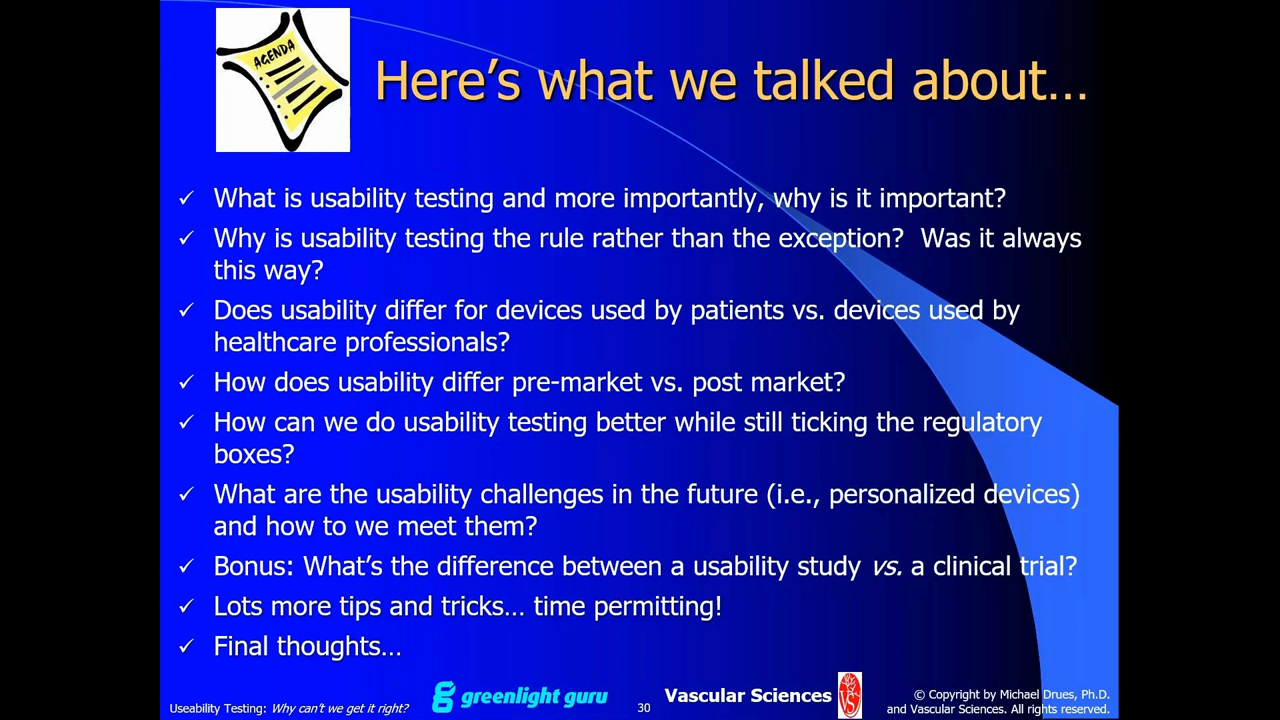 AGENDA
Here's what we talked about...
✓ What is usability testing and more importantly, why is it important?
✓ Why is usability testing the rule rather than the exception?  Was it always
this way?
✓ Does usability differ for devices used by patients vs. devices used by
healthcare professionals?
✓ How does usability differ pre-market vs. post market?
✓ How can we do usability testing better while still ticking the regulatory
boxes?
✓ What are the usability challenges in the future (i.e., personalized devices)
and how to we meet them?
✓ Bonus: What's the difference between a usability study vs. a clinical trial?
✓ Lots more tips and tricks... time permitting!
✓ Final thoughts...
Useability Testing: Why can't we get it right?
greenlight guru
30
Vascular Sciences
VS
© Copyright by Michael Drues, Ph.D.
and Vascular Sciences. All rights reserved.